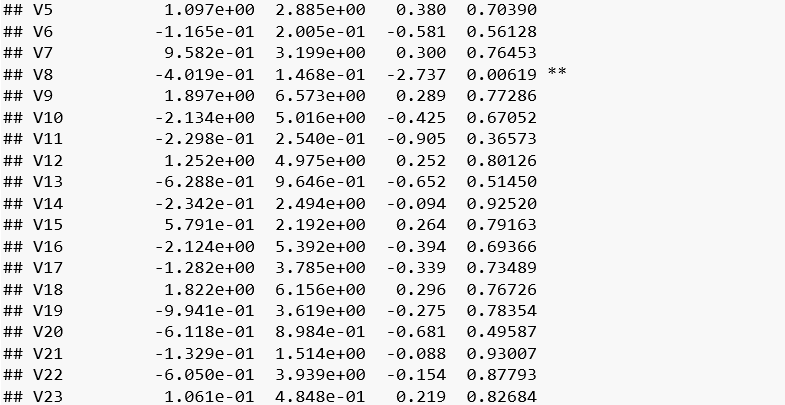 ## V5            1.097e+00  2.885e+00   0.380  0.70390
## V6           -1.165e-01  2.005e-01  -0.581  0.56128
## V7            9.582e-01  3.199e+00   0.300  0.76453
## V8           -4.019e-01  1.468e-01  -2.737  0.00619 **
## V9            1.897e+00  6.573e+00   0.289  0.77286
## V10          -2.134e+00  5.016e+00  -0.425  0.67052
## V11          -2.298e-01  2.540e-01  -0.905  0.36573
## V12           1.252e+00  4.975e+00   0.252  0.80126
## V13          -6.288e-01  9.646e-01  -0.652  0.51450
## V14          -2.342e-01  2.494e+00  -0.094  0.92520
## V15           5.791e-01  2.192e+00   0.264  0.79163
## V16          -2.124e+00  5.392e+00  -0.394  0.69366
## V17          -1.282e+00  3.785e+00  -0.339  0.73489
## V18           1.822e+00  6.156e+00   0.296  0.76726
## V19          -9.941e-01  3.619e+00  -0.275  0.78354
## V20          -6.118e-01  8.984e-01  -0.681  0.49587
## V21          -1.329e-01  1.514e+00  -0.088  0.93007
## V22          -6.050e-01  3.939e+00  -0.154  0.87793
## V23           1.061e-01  4.848e-01   0.219  0.82684